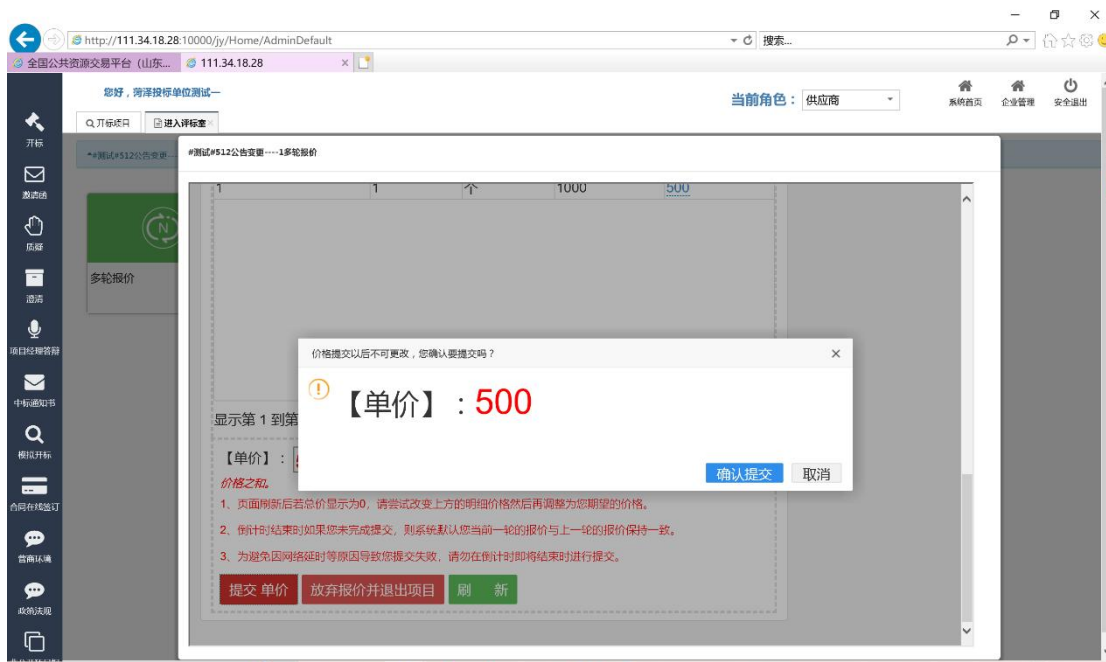 http://111.34.18.28:10000/jy/Home/AdminDefault
搜索...
全国公共资源交易平台（山东...
111.34.18.28
您好，菏泽投标单位测试一
当前角色：
供应商
系统首页
企业管理
安全退出
开标项目
进入评标室
开标
邀请函
质疑
澄清
项目经理答辩
中标通知书
模拟开标
合同在线签订
营商环境
政策法规
#测试#512公告变更
#测试#512公告变更----1多轮报价
多轮报价
1 1 个 1000 500
价格提交以后不可更改，您确认要提交吗？
【单价】：500
确认提交 取消
显示第 1 到第
【单价】：
价格之和。
1、页面刷新后若总价显示为0，请尝试改变上方的明细价格然后再调整为您期望的价格。
2、倒计时结束时如果您未完成提交，则系统默认您当前一轮的报价与上一轮的报价保持一致。
3、为避免因网络延时等原因导致您提交失败，请勿在倒计时即将结束时进行提交。
提交 单价 放弃报价并退出项目 刷 新